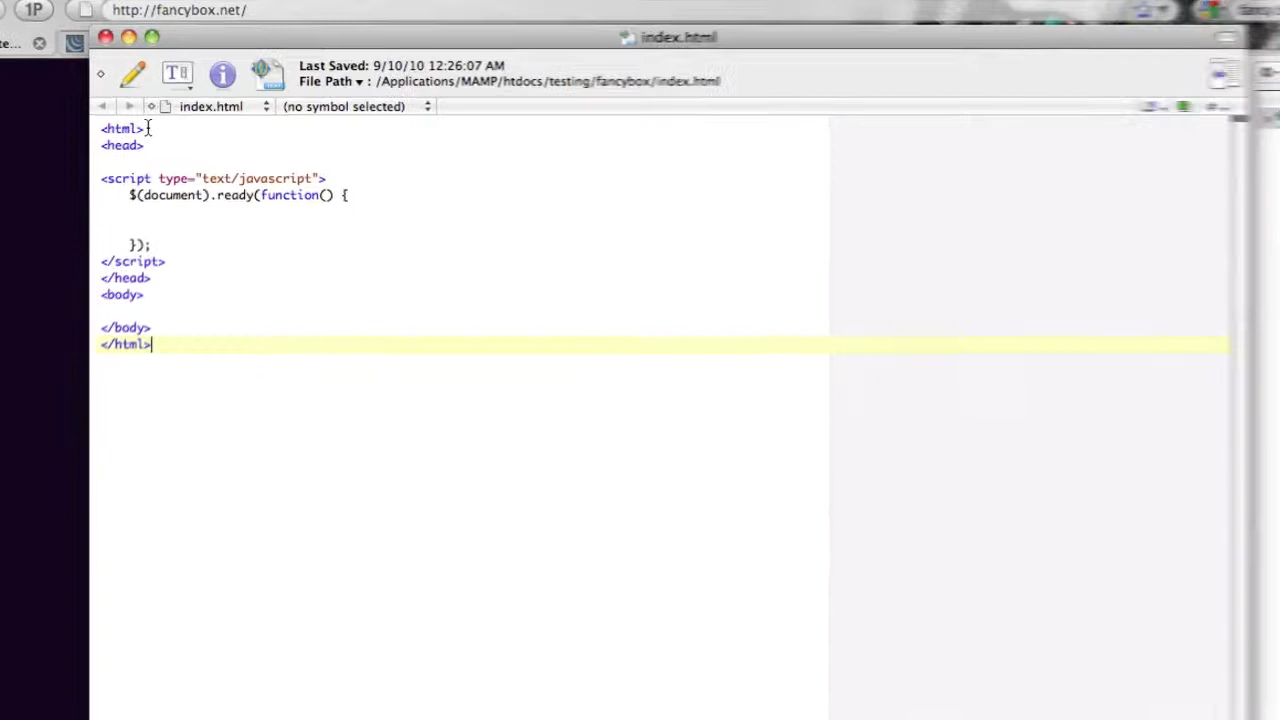 1P
http://fancybox.net/
te...
index.html
Last Saved: 9/10/10 12:26:07 AM
File Path ▾ : /Applications/MAMP/htdocs/testing/fancybox/index.html
index.html
(no symbol selected)
<html>
<head>
<script type="text/javascript">
$(document).ready(function() {
});
</script>
</head>
<body>
</body>
</html>